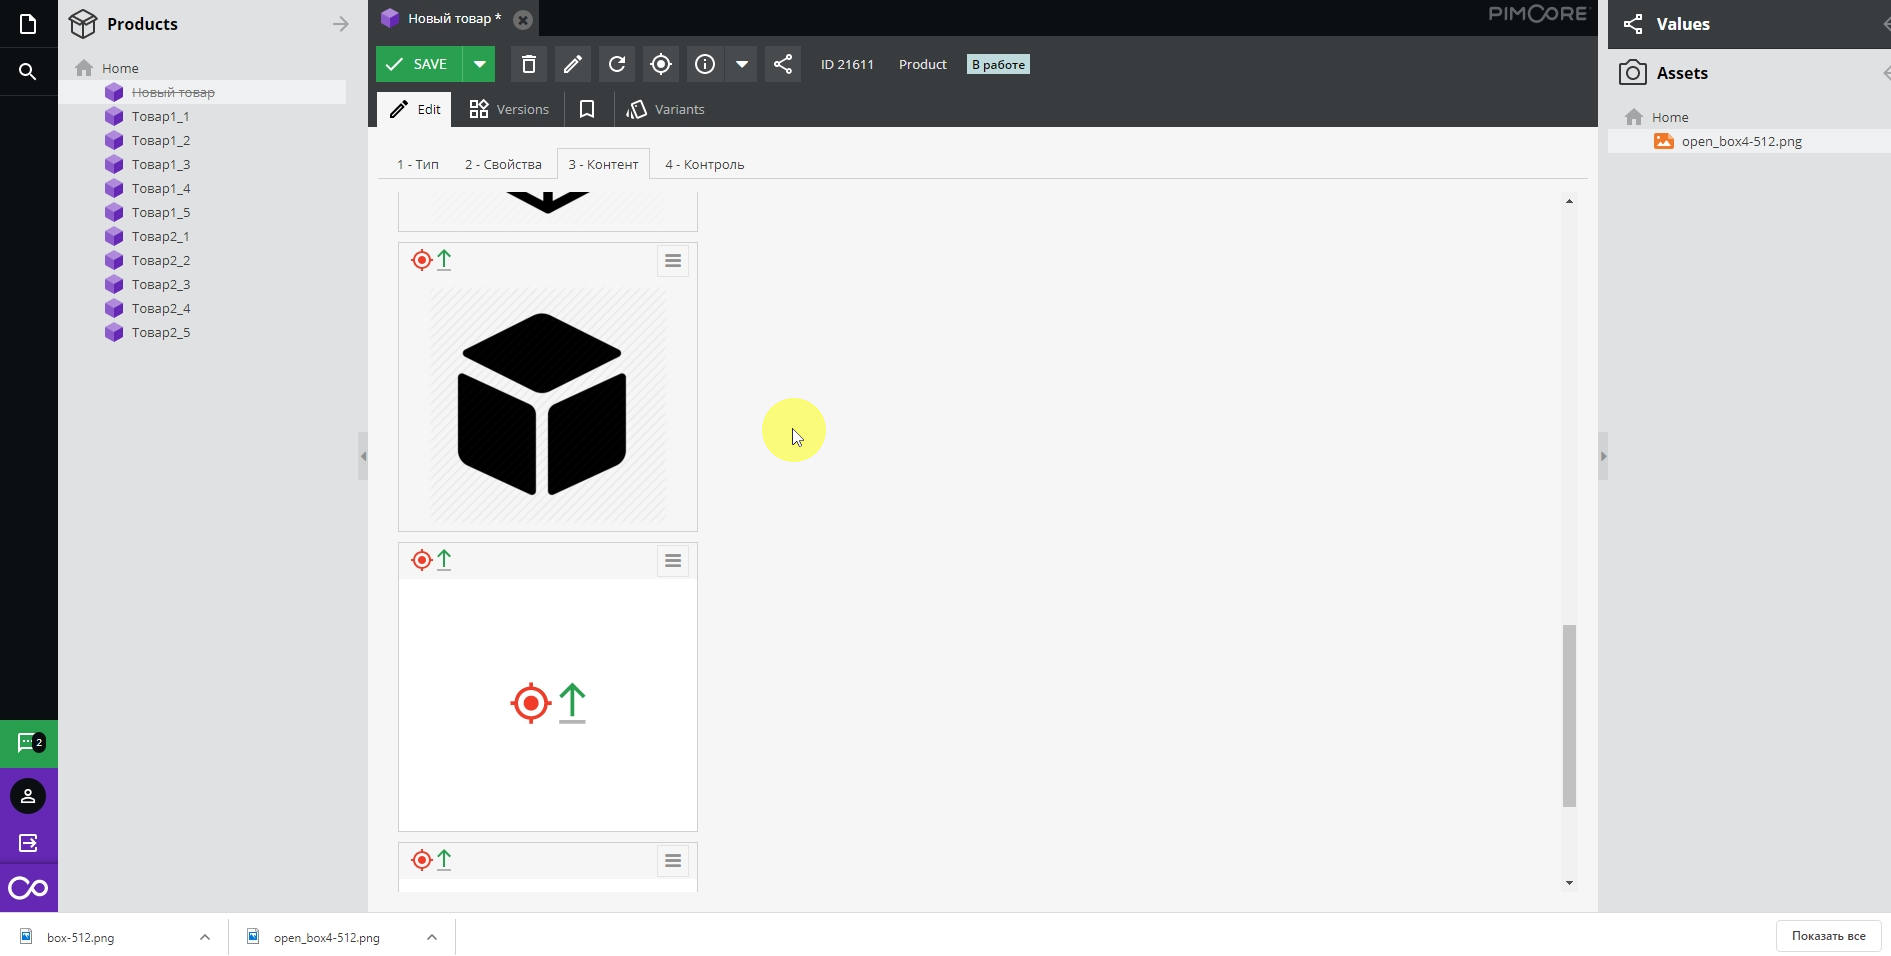 Products
Home
Новый товар
Товар1_1
Товар1_2
Товар1_3
Товар1_4
Товар1_5
Товар2_1
Товар2_2
Товар2_3
Товар2_4
Товар2_5
2
Новый товар *
PIMCORE
SAVE
ID 21611
Product
В работе
Edit
Versions
Variants
1 - Тип
2 - Свойства
3 - Контент
4 - Контроль
Values
Assets
Home
open_box4-512.png
box-512.png
open_box4-512.png
Показать все